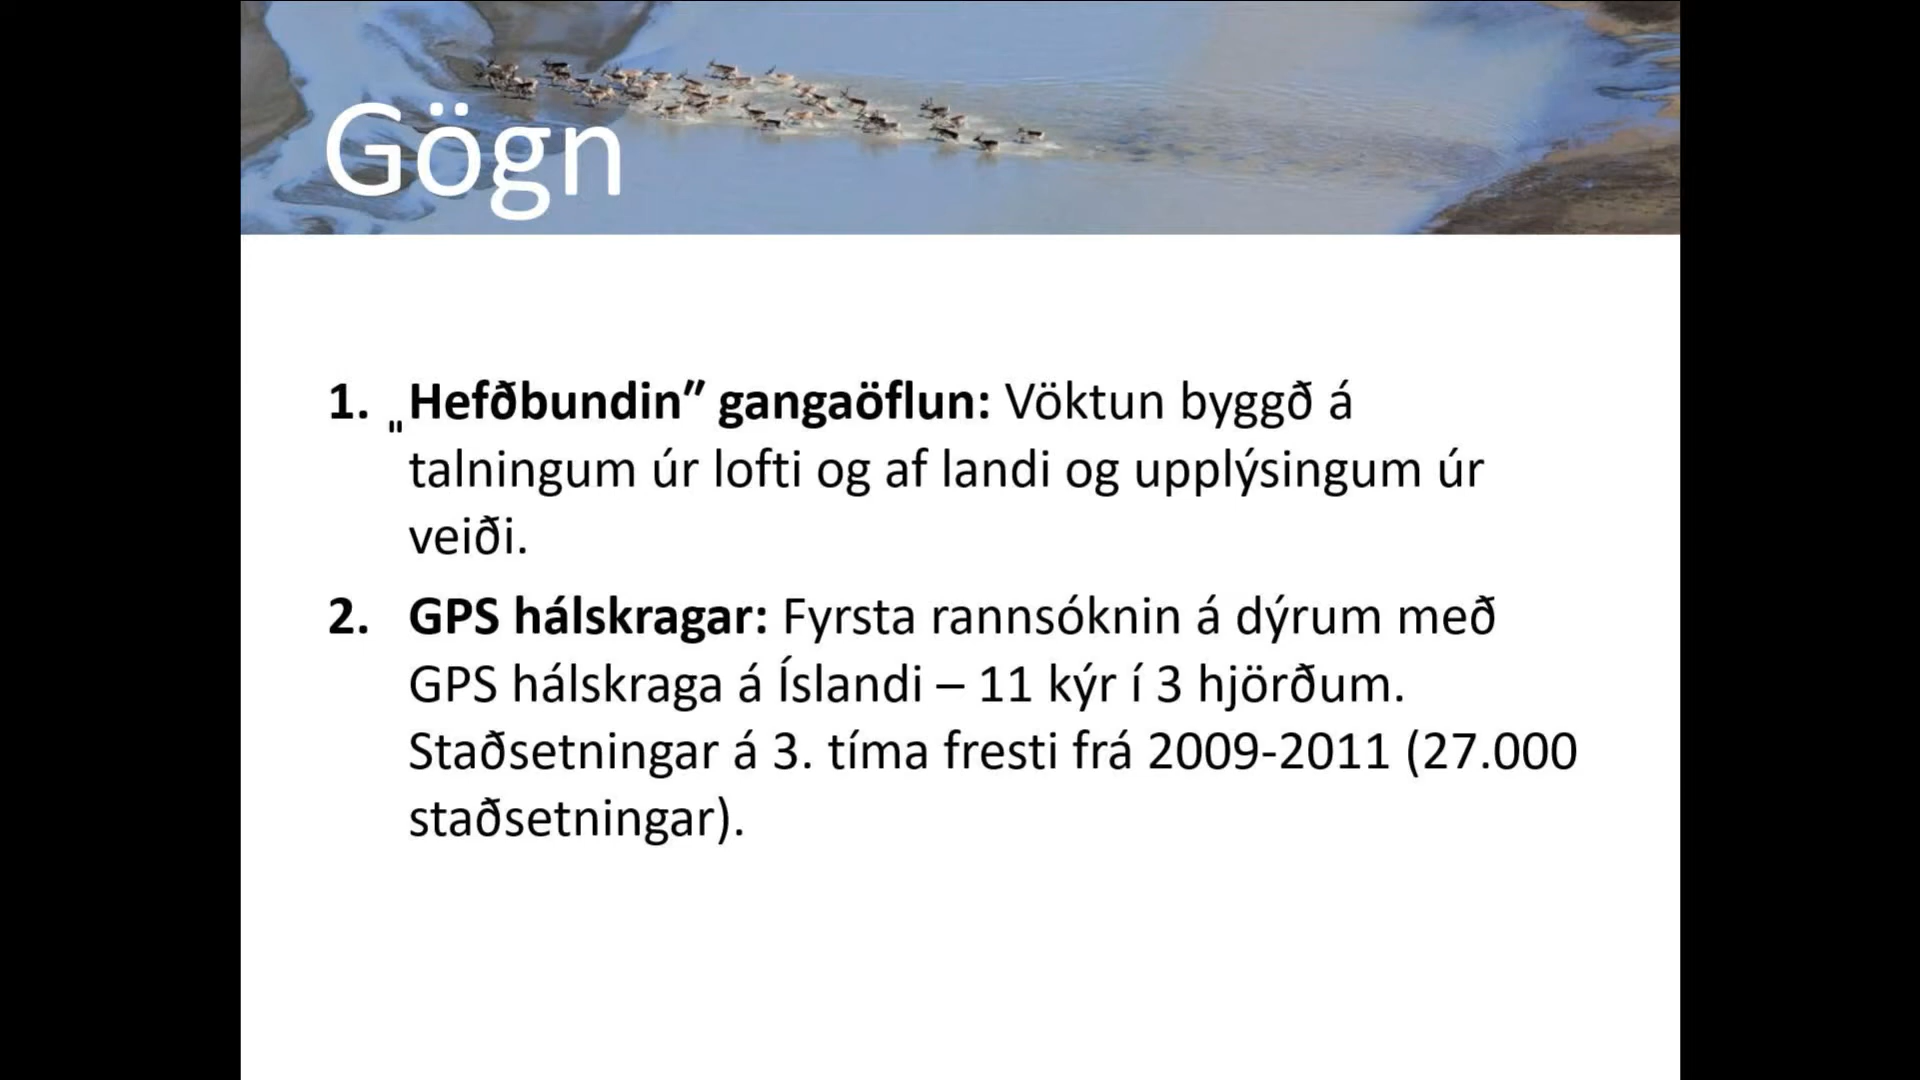 Gögn
1. „Hefðbundin” gangaöflun: Vöktun byggð á
talningum úr lofti og af landi og upplýsingum úr
veiði.
2. GPS hálskragar: Fyrsta rannsóknin á dýrum með
GPS hálskraga á Íslandi – 11 kýr í 3 hjörðum.
Staðsetningar á 3. tíma fresti frá 2009-2011 (27.000
staðsetningar).